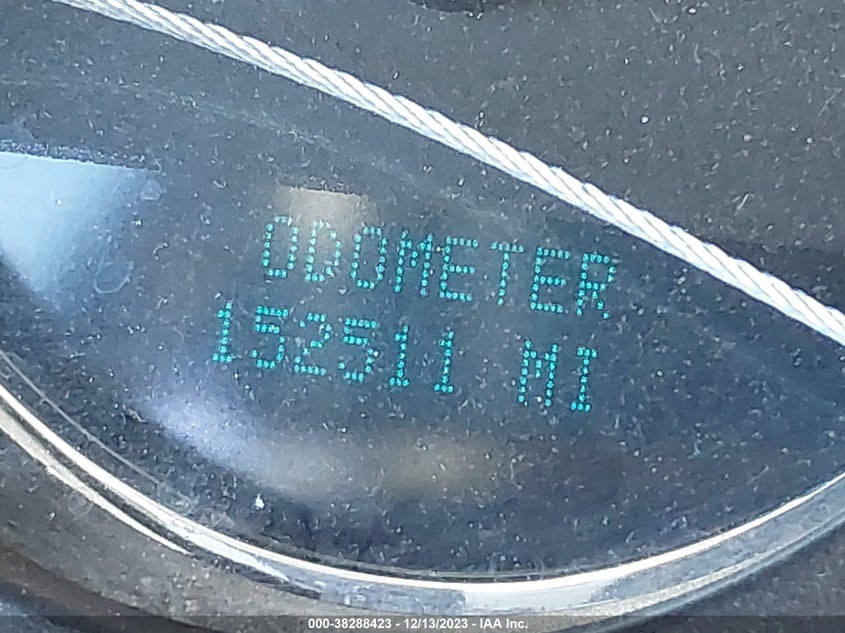 ODOMETER
152511 MI
000-38288423 - 12/13/2023 - IAA Inc.